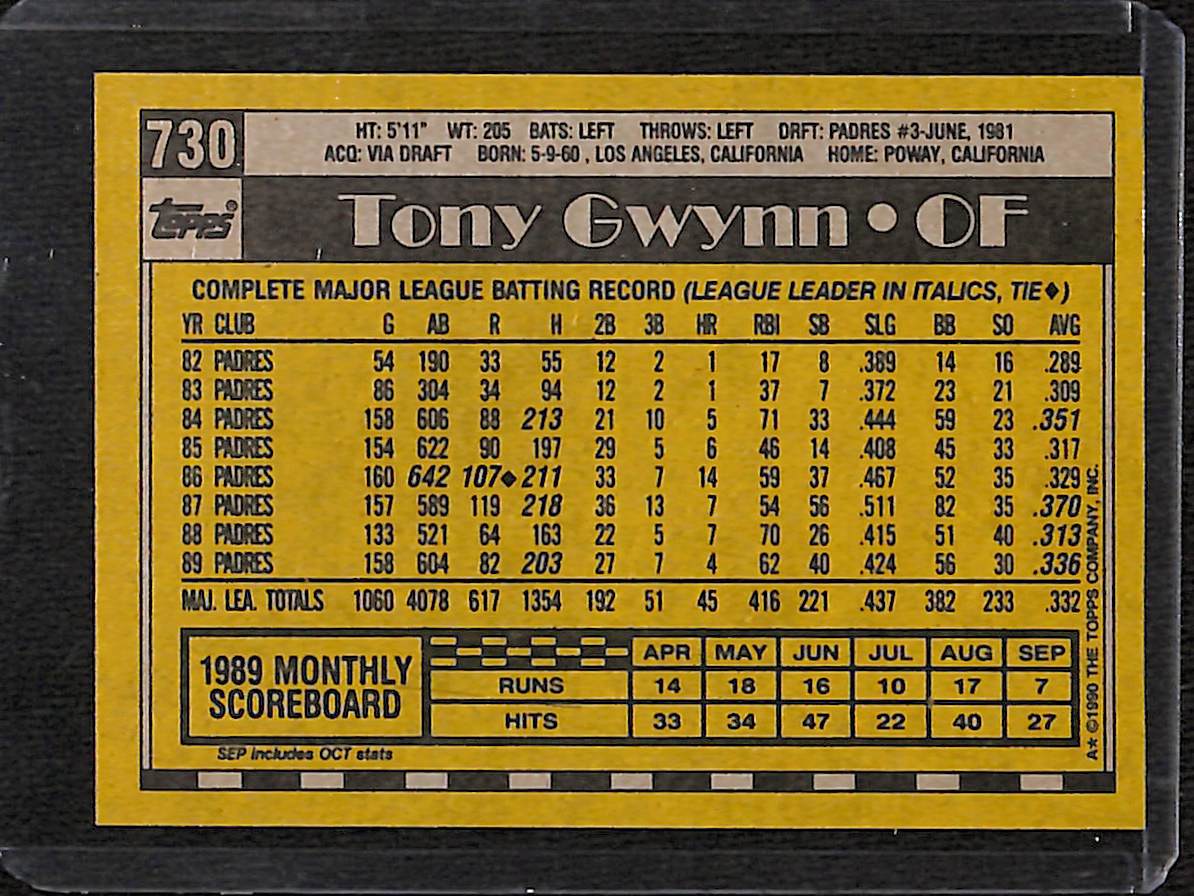 730
HT: 5'11" WT: 205 BATS: LEFT THROWS: LEFT DRFT: PADRES #3-JUNE, 1981
ACQ: VIA DRAFT BORN: 5-9-60 , LOS ANGELES, CALIFORNIA HOME: POWAY, CALIFORNIA
topps®
Tony Gwynn • OF
COMPLETE MAJOR LEAGUE BATTING RECORD (LEAGUE LEADER IN ITALICS, TIE♦)
YR CLUB G AB R H 2B 3B HR RBI SB SLG BB SO AVG
82 PADRES 54 190 33 55 12 2 1 17 8 .389 14 16 .289
83 PADRES 86 304 34 94 12 2 1 37 7 .372 23 21 .309
84 PADRES 158 606 88 213 21 10 5 71 33 .444 59 23 .351
85 PADRES 154 622 90 197 29 5 6 46 14 .408 45 33 .317
86 PADRES 160 642 107♦211 33 7 14 59 37 .467 52 35 .329
87 PADRES 157 589 119 218 36 13 7 54 56 .511 82 35 .370
88 PADRES 133 521 64 163 22 5 7 70 26 .415 51 40 .313
89 PADRES 158 604 82 203 27 7 4 62 40 .424 56 30 .336
MAJ. LEA. TOTALS 1060 4078 617 1354 192 51 45 416 221 .437 382 233 .332
1989 MONTHLY
SCOREBOARD
APR MAY JUN JUL AUG SEP
RUNS 14 18 16 10 17 7
HITS 33 34 47 22 40 27
SEP includes OCT stats
A★ ©1990 THE TOPPS COMPANY, INC.